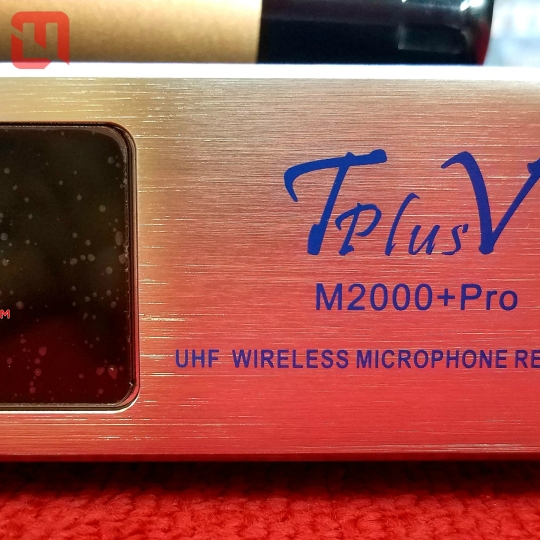 TplusV
M2000+Pro
UHF WIRELESS MICROPHONE RE